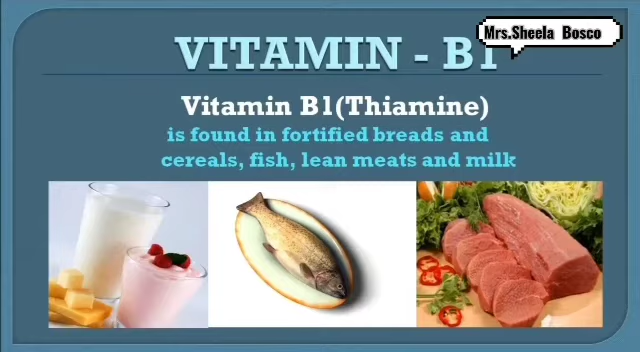 Mrs.Sheela Bosco
VITAMIN - B1
Vitamin B1(Thiamine)
is found in fortified breads and
cereals, fish, lean meats and milk